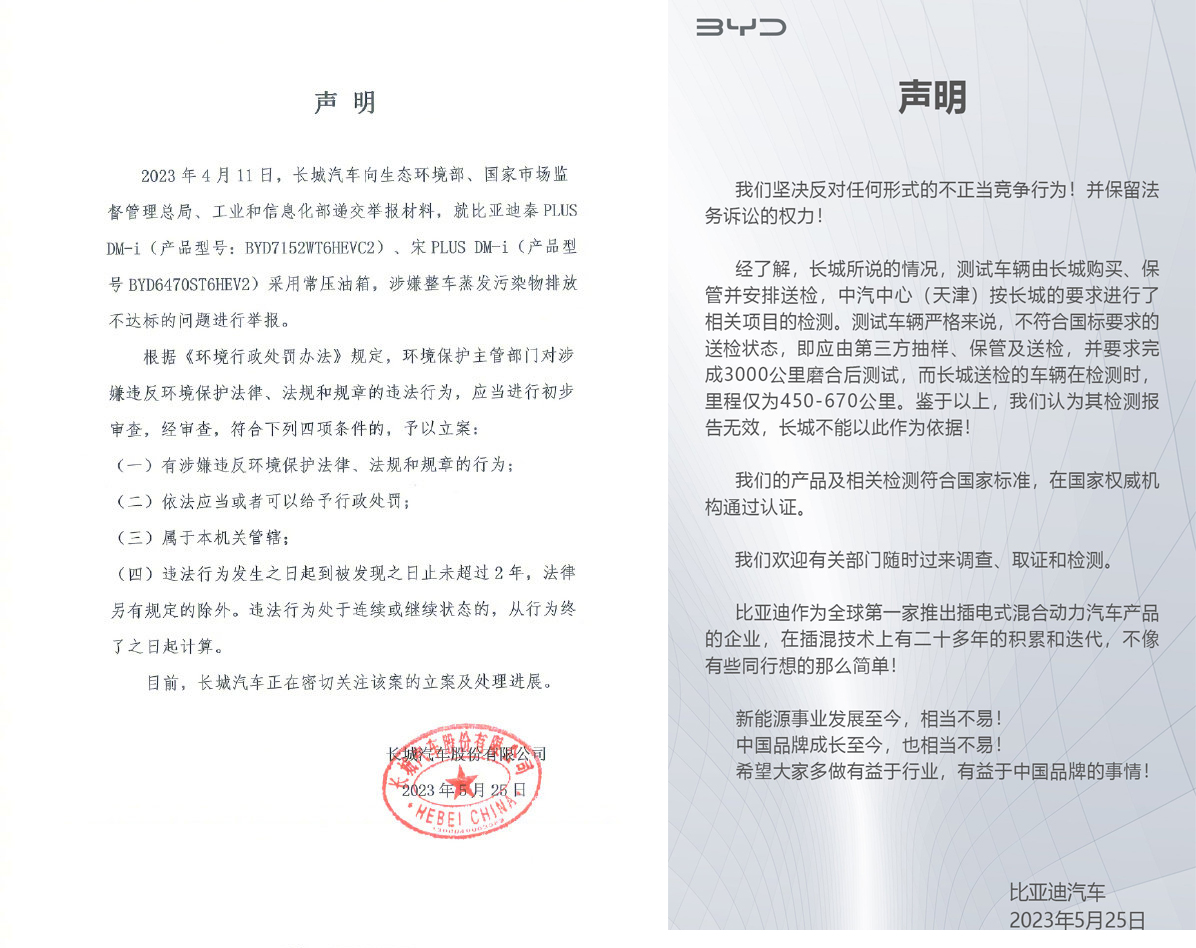 声 明
2023 年 4 月 11 日，长城汽车向生态环境部、国家市场监
督管理总局、工业和信息化部递交举报材料，就比亚迪秦 PLUS
DM-i（产品型号：BYD7152WT6HEVC2）、宋 PLUS DM-i（产品型
号 BYD6470ST6HEV2）采用常压油箱，涉嫌整车蒸发污染物排放
不达标的问题进行举报。
根据《环境行政处罚办法》规定，环境保护主管部门对涉
嫌违反环境保护法律、法规和规章的违法行为，应当进行初步
审查，经审查，符合下列四项条件的，予以立案：
（一）有涉嫌违反环境保护法律、法规和规章的行为；
（二）依法应当或者可以给予行政处罚；
（三）属于本机关管辖；
（四）违法行为发生之日起到被发现之日止未超过 2 年，法律
另有规定的除外。违法行为处于连续或继续状态的，从行为终
了之日起计算。
目前，长城汽车正在密切关注该案的立案及处理进展。
长城汽车股份有限公司
2023 年 5 月 25 日
长城汽车股份有限公司
HEBEI CHINA
BYD
声明
我们坚决反对任何形式的不正当竞争行为！并保留法
务诉讼的权力！
经了解，长城所说的情况，测试车辆由长城购买、保
管并安排送检，中汽中心（天津）按长城的要求进行了
相关项目的检测。测试车辆严格来说，不符合国标要求的
送检状态，即应由第三方抽样、保管及送检，并要求完
成3000公里磨合后测试，而长城送检的车辆在检测时，
里程仅为450-670公里。鉴于以上，我们认为其检测报
告无效，长城不能以此作为依据！
我们的产品及相关检测符合国家标准，在国家权威机
构通过认证。
我们欢迎有关部门随时过来调查、取证和检测。
比亚迪作为全球第一家推出插电式混合动力汽车产品
的企业，在插混技术上有二十多年的积累和迭代，不像
有些同行想的那么简单！
新能源事业发展至今，相当不易！
中国品牌成长至今，也相当不易！
希望大家多做有益于行业，有益于中国品牌的事情！
比亚迪汽车
2023年5月25日